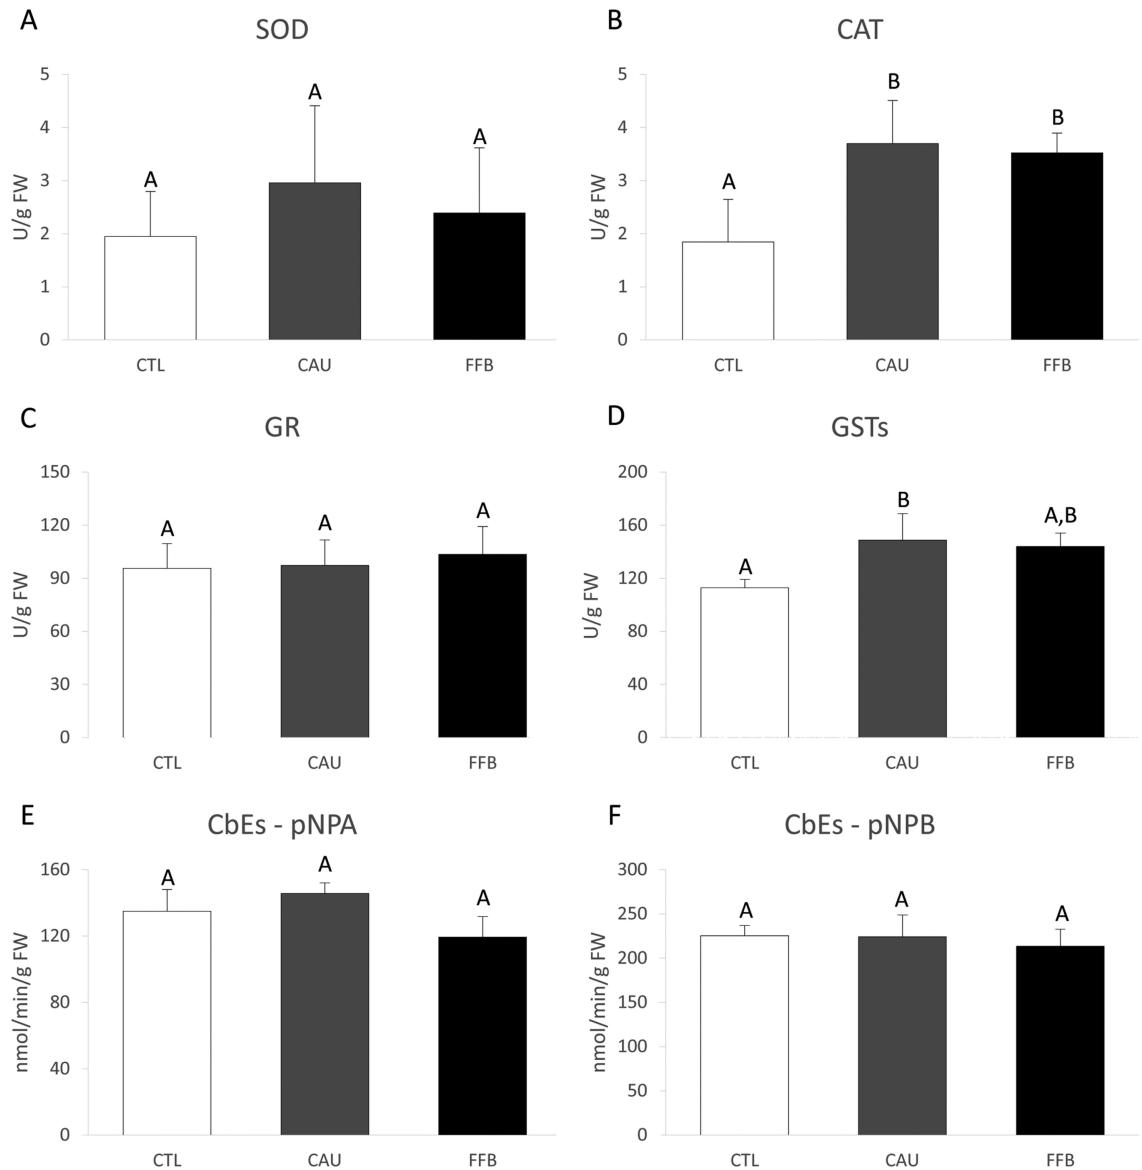 A
SOD
U/g FW
5
4
3
2
1
0
A
A
A
CTL
CAU
FFB
B
CAT
U/g FW
5
4
3
2
1
0
A
B
B
CTL
CAU
FFB
C
GR
U/g FW
150
120
90
60
30
0
A
A
A
CTL
CAU
FFB
D
GSTs
U/g FW
200
160
120
80
40
0
A
B
A,B
CTL
CAU
FFB
E
CbEs - pNPA
nmol/min/g FW
160
120
80
40
0
A
A
A
CTL
CAU
FFB
F
CbEs - pNPB
nmol/min/g FW
300
250
200
150
100
50
0
A
A
A
CTL
CAU
FFB